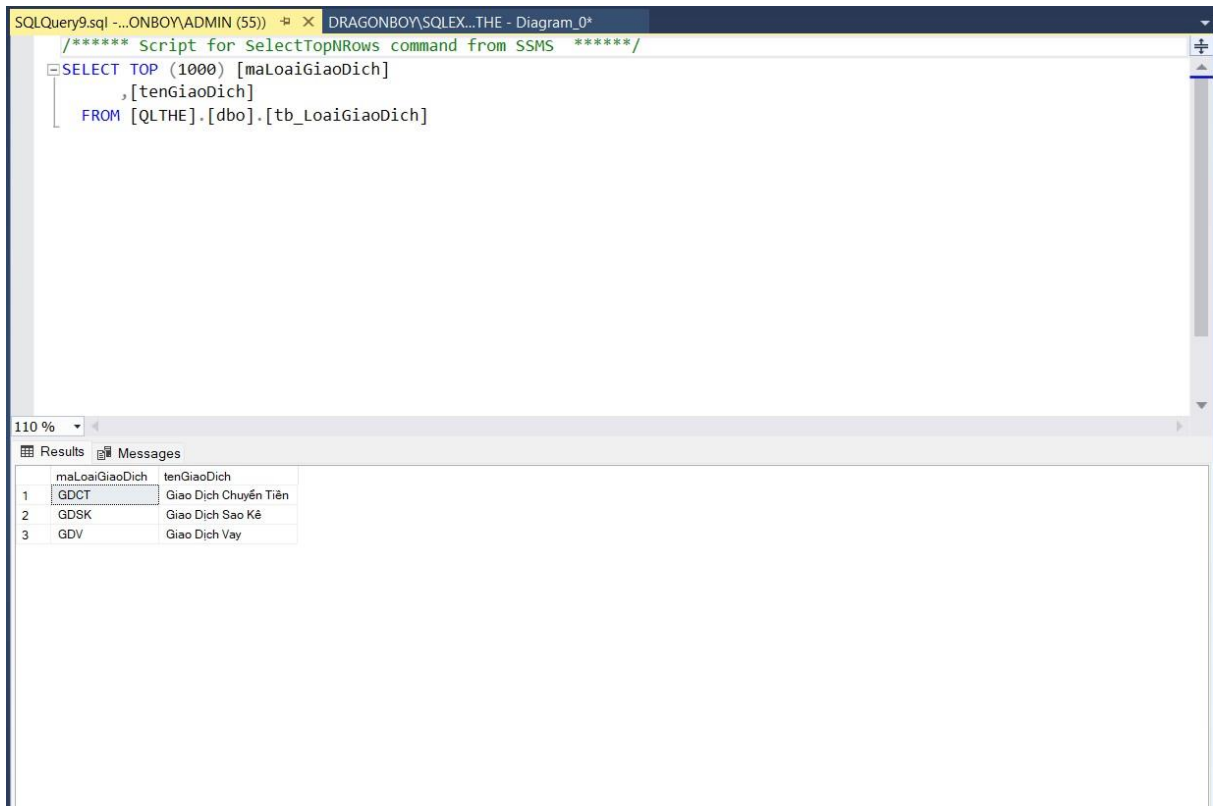 SQLQuery9.sql -...ONBOY\ADMIN (55)) DRAGONBOY\SQLEX...THE - Diagram_0*
/****** Script for SelectTopNRows command from SSMS ******/
SELECT TOP (1000) [maLoaiGiaoDich]
,[tenGiaoDich]
FROM [QLTHE].[dbo].[tb_LoaiGiaoDich]
110 %
Results Messages
maLoaiGiaoDich tenGiaoDich
1 GDCT Giao Dịch Chuyển Tiên
2 GDSK Giao Dịch Sao Kê
3 GDV Giao Dịch Vay